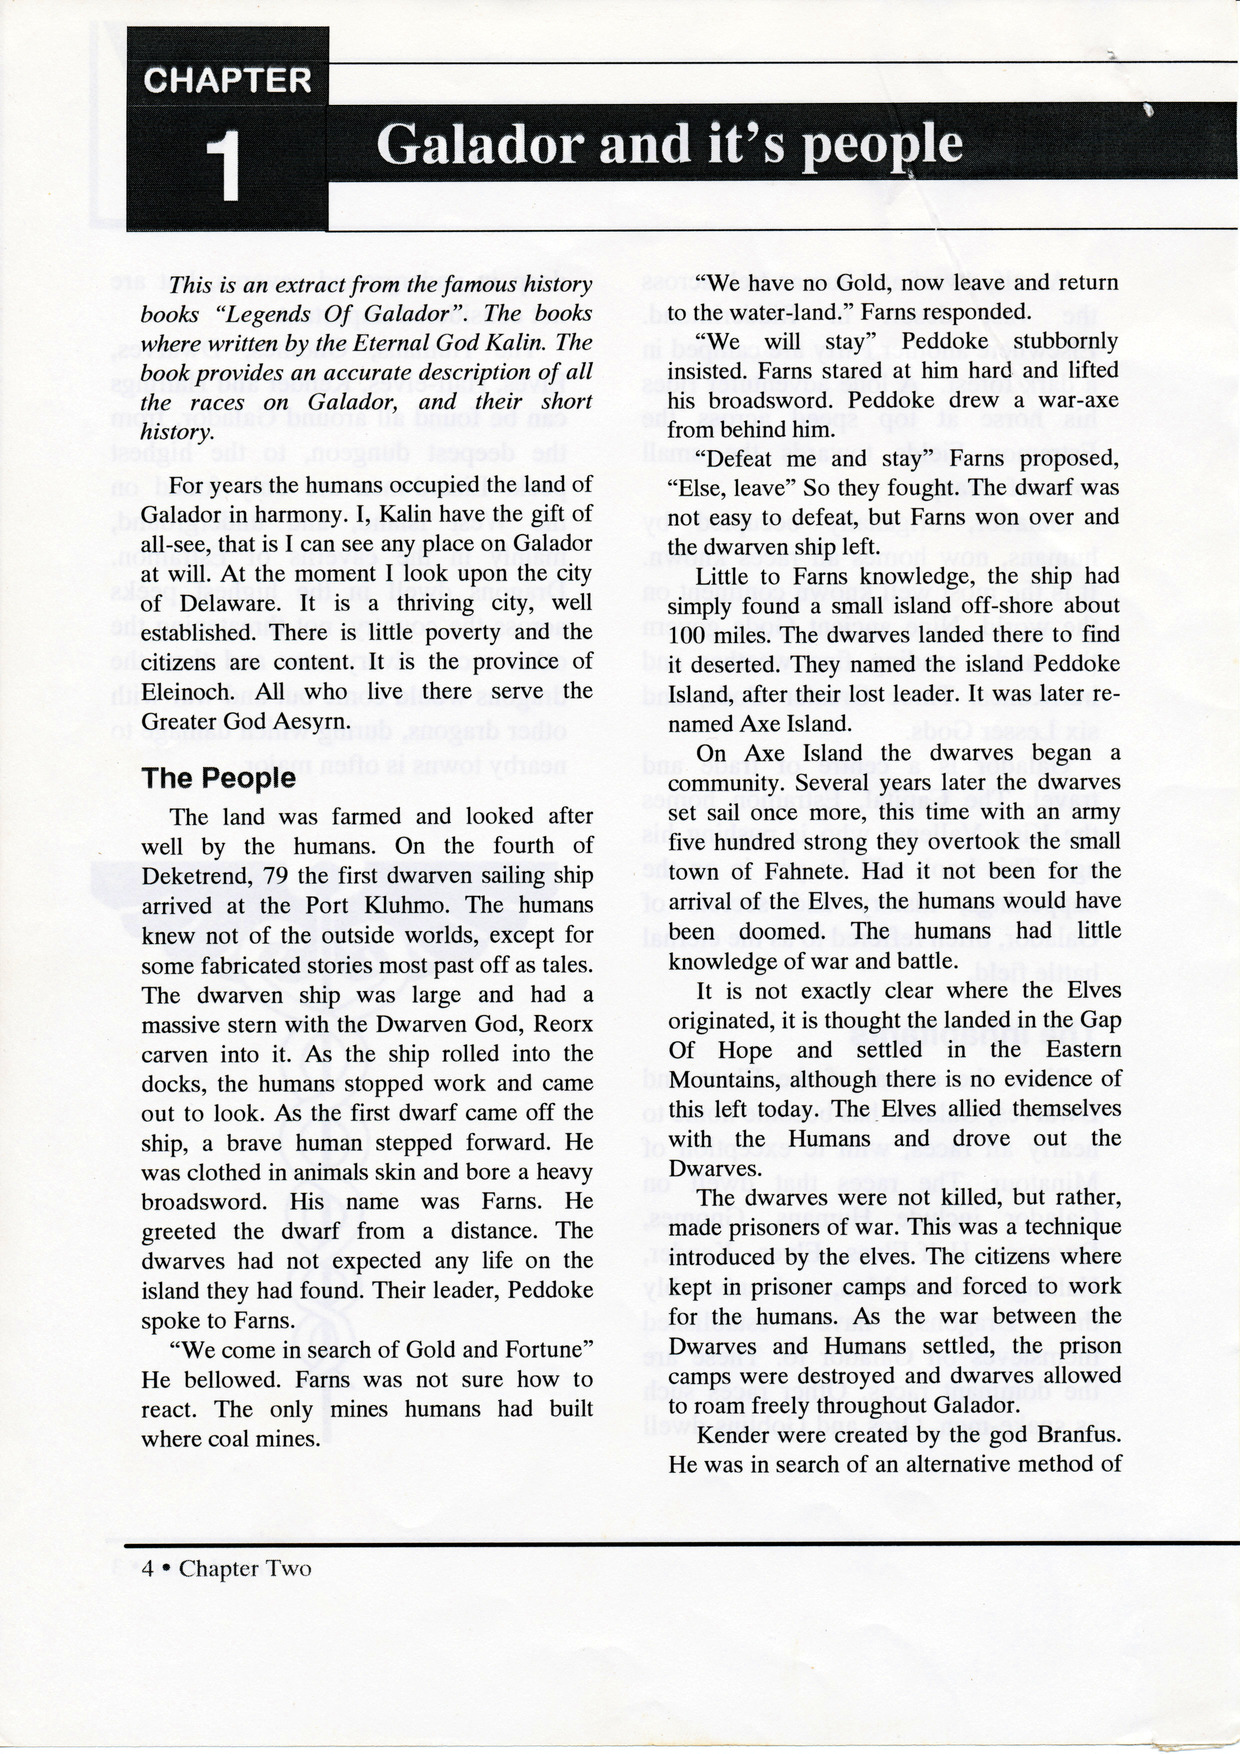 CHAPTER
1
Galador and it's people
This is an extract from the famous history
books “Legends Of Galador”. The books
where written by the Eternal God Kalin. The
book provides an accurate description of all
the races on Galador, and their short
history.
For years the humans occupied the land of
Galador in harmony. I, Kalin have the gift of
all-see, that is I can see any place on Galador
at will. At the moment I look upon the city
of Delaware. It is a thriving city, well
established. There is little poverty and the
citizens are content. It is the province of
Eleinoch. All who live there serve the
Greater God Aesyrn.
The People
The land was farmed and looked after
well by the humans. On the fourth of
Deketrend, 79 the first dwarven sailing ship
arrived at the Port Kluhmo. The humans
knew not of the outside worlds, except for
some fabricated stories most past off as tales.
The dwarven ship was large and had a
massive stern with the Dwarven God, Reorx
carven into it. As the ship rolled into the
docks, the humans stopped work and came
out to look. As the first dwarf came off the
ship, a brave human stepped forward. He
was clothed in animals skin and bore a heavy
broadsword. His name was Farns. He
greeted the dwarf from a distance. The
dwarves had not expected any life on the
island they had found. Their leader, Peddoke
spoke to Farns.
“We come in search of Gold and Fortune”
He bellowed. Farns was not sure how to
react. The only mines humans had built
where coal mines.
“We have no Gold, now leave and return
to the water-land.” Farns responded.
“We will stay” Peddoke stubbornly
insisted. Farns stared at him hard and lifted
his broadsword. Peddoke drew a war-axe
from behind him.
“Defeat me and stay” Farns proposed,
“Else, leave” So they fought. The dwarf was
not easy to defeat, but Farns won over and
the dwarven ship left.
Little to Farns knowledge, the ship had
simply found a small island off-shore about
100 miles. The dwarves landed there to find
it deserted. They named the island Peddoke
Island, after their lost leader. It was later re-
named Axe Island.
On Axe Island the dwarves began a
community. Several years later the dwarves
set sail once more, this time with an army
five hundred strong they overtook the small
town of Fahnete. Had it not been for the
arrival of the Elves, the humans would have
been doomed. The humans had little
knowledge of war and battle.
It is not exactly clear where the Elves
originated, it is thought the landed in the Gap
Of Hope and settled in the Eastern
Mountains, although there is no evidence of
this left today. The Elves allied themselves
with the Humans and drove out the
Dwarves.
The dwarves were not killed, but rather,
made prisoners of war. This was a technique
introduced by the elves. The citizens where
kept in prisoner camps and forced to work
for the humans. As the war between the
Dwarves and Humans settled, the prison
camps were destroyed and dwarves allowed
to roam freely throughout Galador.
Kender were created by the god Branfus.
He was in search of an alternative method of
4 • Chapter Two